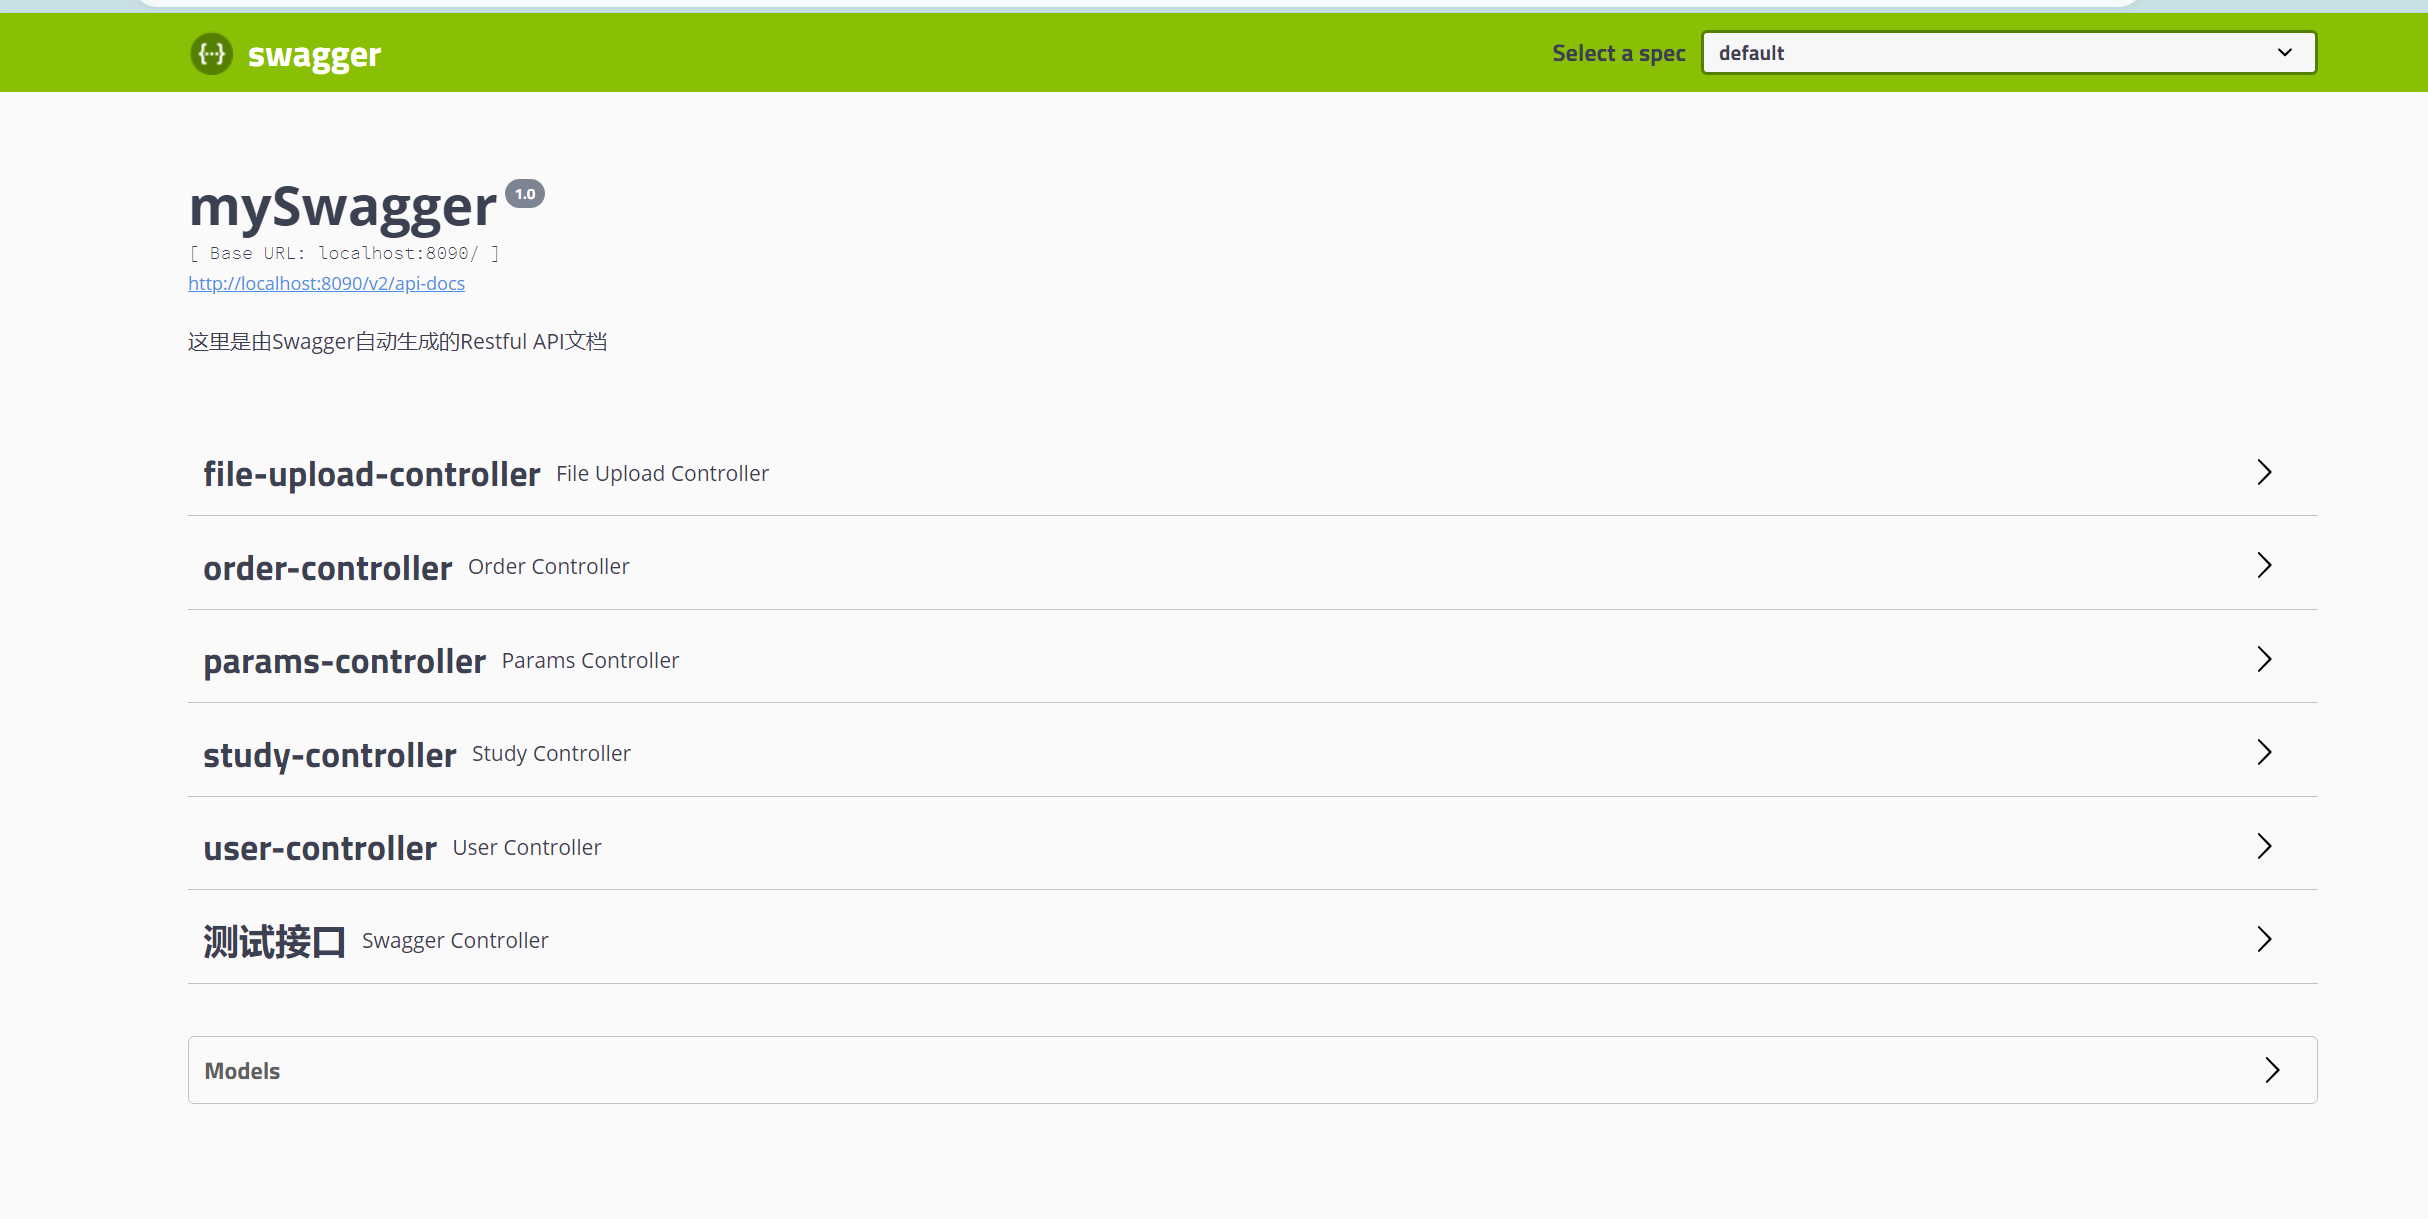 {···} swagger
Select a spec default
mySwagger 1.0
[ Base URL: localhost:8090/ ]
http://localhost:8090/v2/api-docs
这里是由Swagger自动生成的Restful API文档
file-upload-controller File Upload Controller
order-controller Order Controller
params-controller Params Controller
study-controller Study Controller
user-controller User Controller
测试接口 Swagger Controller
Models